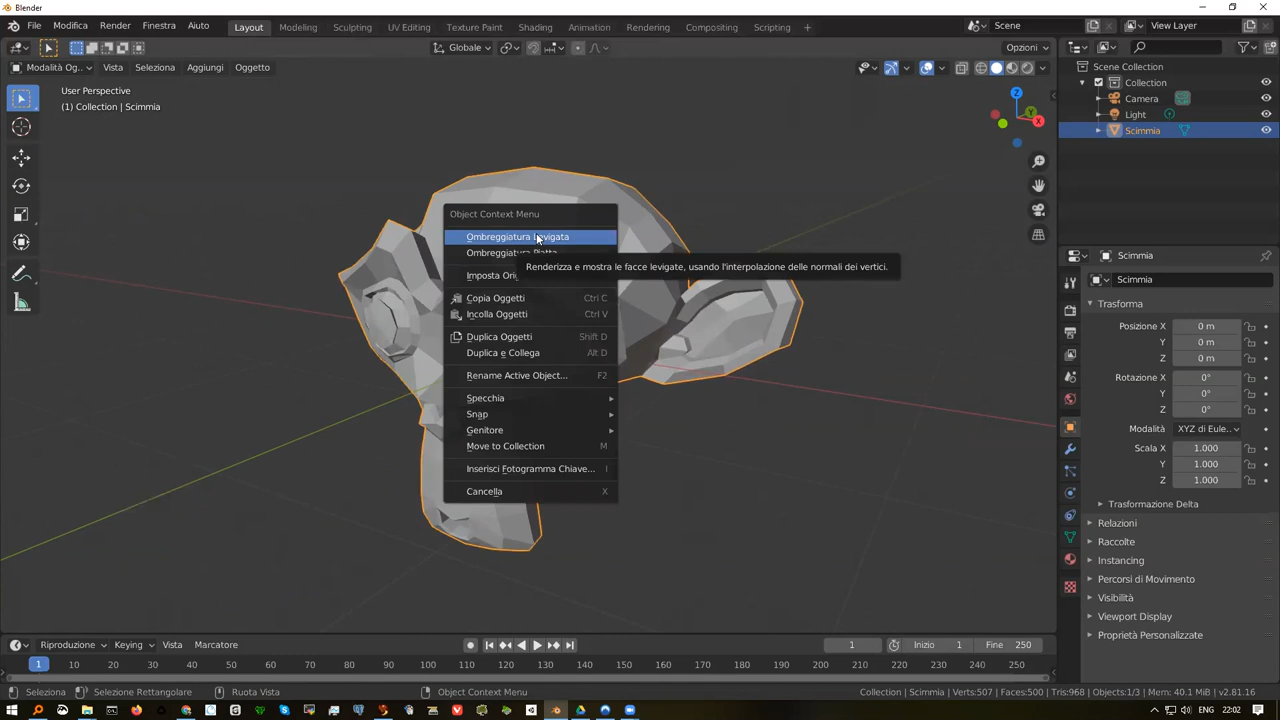 Blender
File Modifica Render Finestra Aiuto
Layout Modeling Sculpting UV Editing Texture Paint Shading Animation Rendering Compositing Scripting +
Scene
View Layer
Globale
Opzioni
Modalità Og.. Vista Seleziona Aggiungi Oggetto
User Perspective
(1) Collection | Scimmia
Z
Y
X
Scene Collection
Collection
Camera
Light
Scimmia
Object Context Menu
Ombreggiatura Levigata
Ombreggiatura Piatta
Renderizza e mostra le facce levigate, usando l'interpolazione delle normali dei vertici.
Imposta Ori
Copia Oggetti Ctrl C
Incolla Oggetti Ctrl V
Duplica Oggetti Shift D
Duplica e Collega Alt D
Rename Active Object... F2
Specchia
Snap
Genitore
Move to Collection M
Inserisci Fotogramma Chiave... I
Cancella X
Scimmia
Scimmia
Trasforma
Posizione X 0 m
Y 0 m
Z 0 m
Rotazione X 0°
Y 0°
Z 0°
Modalità XYZ di Eule..
Scala X 1.000
Y 1.000
Z 1.000
Trasformazione Delta
Relazioni
Raccolte
Instancing
Percorsi di Movimento
Visibilità
Viewport Display
Proprietà Personalizzate
Riproduzione Keying Vista Marcatore
1 Inizio 1 Fine 250
1 10 20 30 40 50 60 70 80 90 100 110 120 130 140 150 160 170 180 190 200 210 220 230 240 250
Seleziona Selezione Rettangolare Ruota Vista Object Context Menu
Collection | Scimmia | Verts:507 | Faces:500 | Tris:968 | Objects:1/3 | Mem: 40.1 MiB | v2.81.16
ENG 22:02